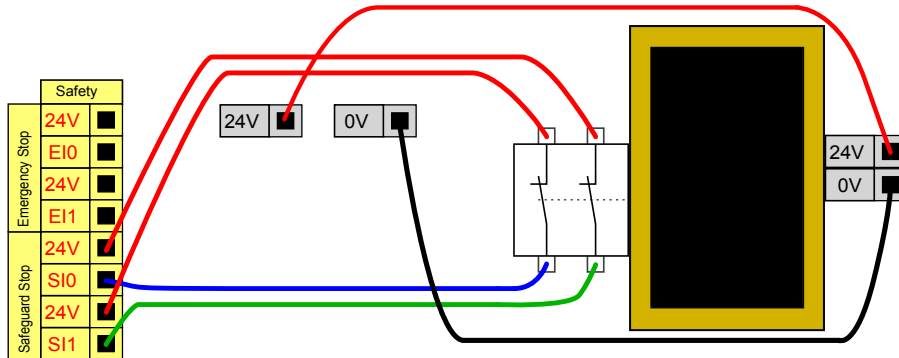 Safety
Emergency Stop
24V
EI0
24V
EI1
Safeguard Stop
24V
SI0
24V
SI1
24V
0V
24V
0V